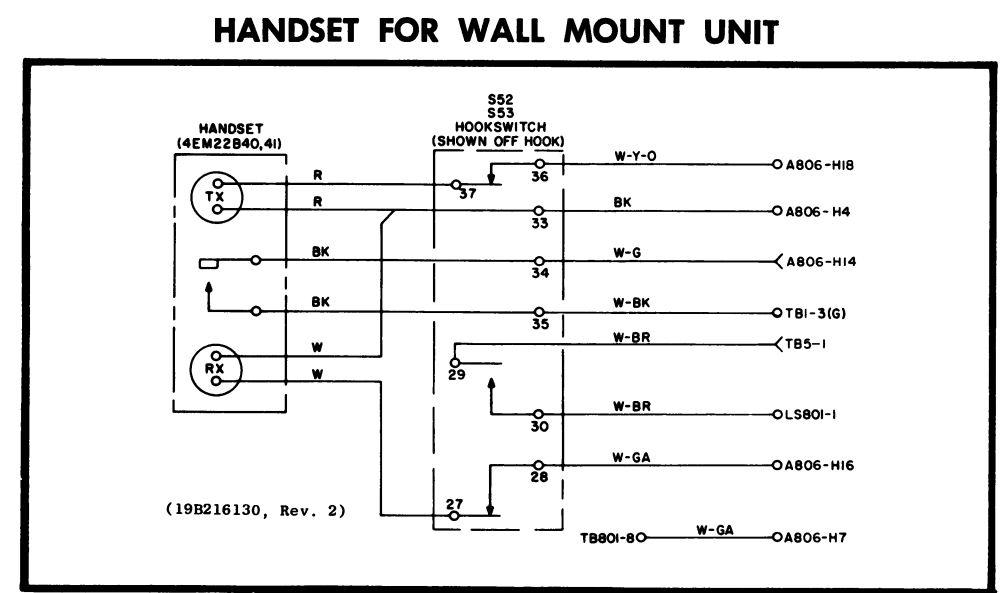 HANDSET FOR WALL MOUNT UNIT
S52
S53
HOOKSWITCH
(SHOWN OFF HOOK)
HANDSET
(4EM22B40,41)
TX
R
37
36
W-Y-O
A806-H18
R
33
BK
A806-H4
BK
34
W-G
A806-H14
BK
35
W-BK
TB1-3(G)
W-BR
TB5-1
RX
W
29
W
30
W-BR
LS801-1
28
W-GA
A806-H16
27
(19B216130, Rev. 2)
TB801-8
W-GA
A806-H7